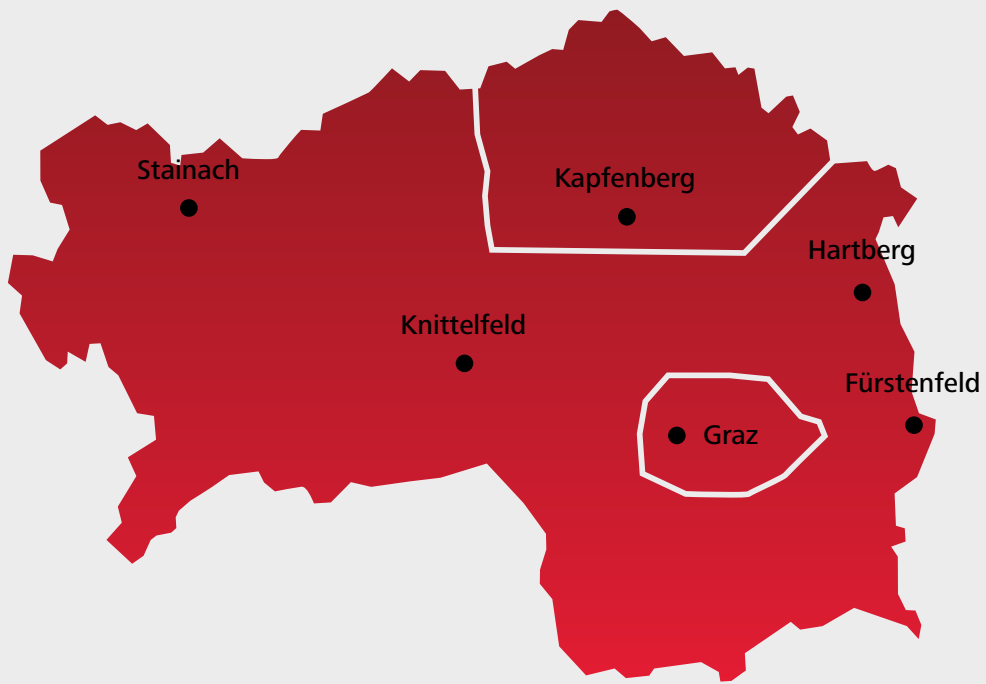 Stainach
Kapfenberg
Hartberg
Knittelfeld
Fürstenfeld
Graz